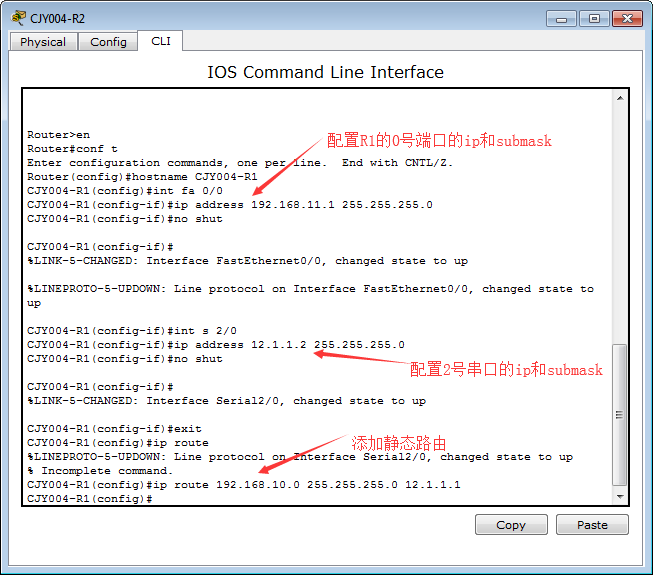 CJY004-R2
Physical Config CLI
IOS Command Line Interface
Router>en
Router#conf t
配置R1的0号端口的ip和submask
Enter configuration commands, one per line.  End with CNTL/Z.
Router(config)#hostname CJY004-R1
CJY004-R1(config)#int fa 0/0
CJY004-R1(config-if)#ip address 192.168.11.1 255.255.255.0
CJY004-R1(config-if)#no shut
CJY004-R1(config-if)#
%LINK-5-CHANGED: Interface FastEthernet0/0, changed state to up
%LINEPROTO-5-UPDOWN: Line protocol on Interface FastEthernet0/0, changed state to
up
CJY004-R1(config-if)#int s 2/0
CJY004-R1(config-if)#ip address 12.1.1.2 255.255.255.0
CJY004-R1(config-if)#no shut
配置2号串口的ip和submask
CJY004-R1(config-if)#
%LINK-5-CHANGED: Interface Serial2/0, changed state to up
CJY004-R1(config-if)#exit
CJY004-R1(config)#ip route
添加静态路由
%LINEPROTO-5-UPDOWN: Line protocol on Interface Serial2/0, changed state to up
% Incomplete command.
CJY004-R1(config)#ip route 192.168.10.0 255.255.255.0 12.1.1.1
CJY004-R1(config)#
Copy Paste